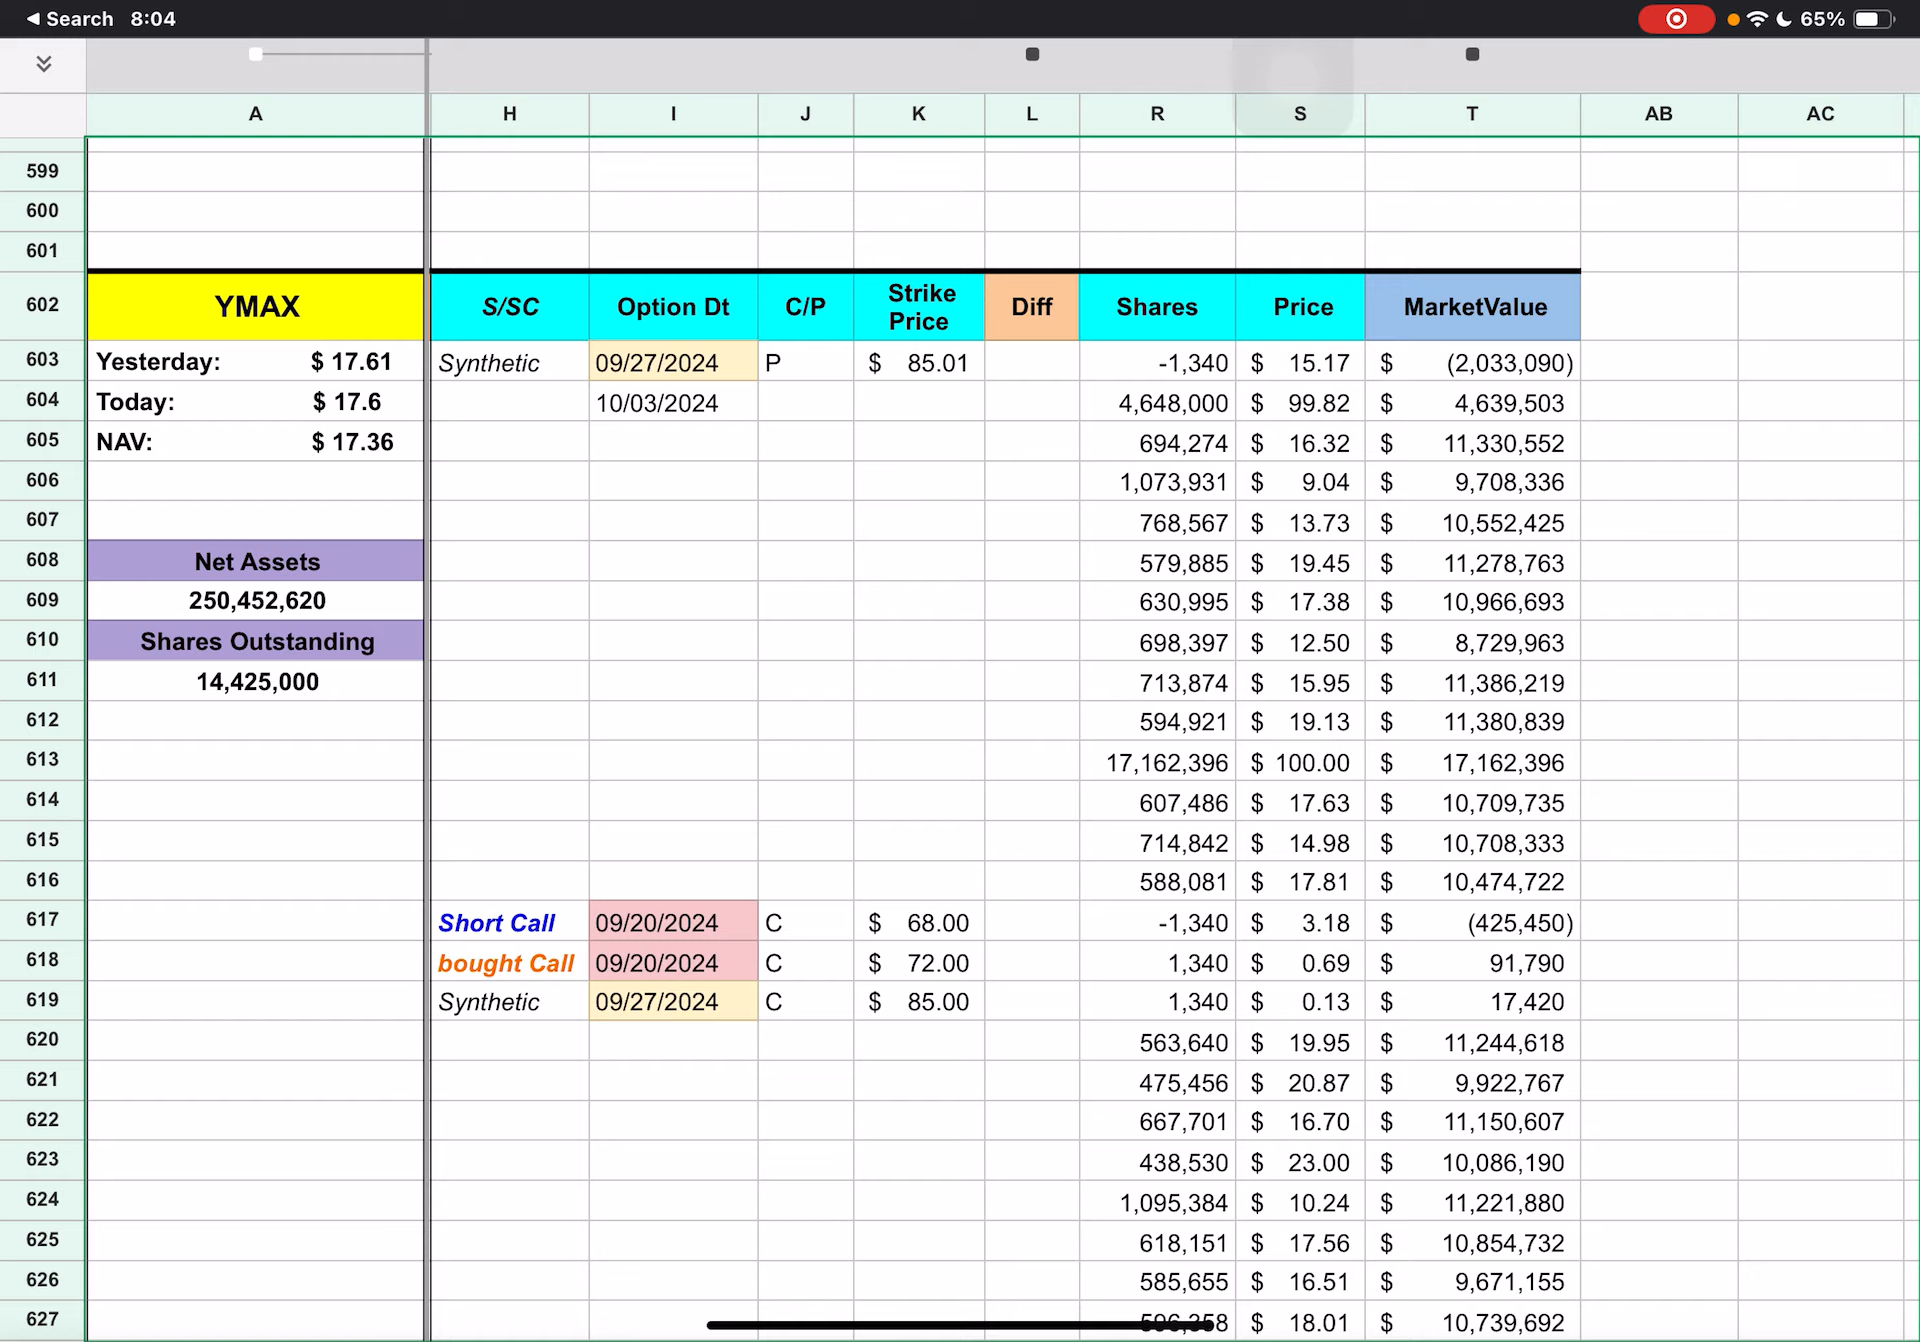 Search 8:04 65%
A H I J K L R S T AB AC
599
600
601
602 YMAX S/SC Option Dt C/P Strike Price Diff Shares Price MarketValue
603 Yesterday: $ 17.61 Synthetic 09/27/2024 P $ 85.01 -1,340 $ 15.17 $ (2,033,090)
604 Today: $ 17.6 10/03/2024 4,648,000 $ 99.82 $ 4,639,503
605 NAV: $ 17.36 694,274 $ 16.32 $ 11,330,552
606 1,073,931 $ 9.04 $ 9,708,336
607 768,567 $ 13.73 $ 10,552,425
608 Net Assets 579,885 $ 19.45 $ 11,278,763
609 250,452,620 630,995 $ 17.38 $ 10,966,693
610 Shares Outstanding 698,397 $ 12.50 $ 8,729,963
611 14,425,000 713,874 $ 15.95 $ 11,386,219
612 594,921 $ 19.13 $ 11,380,839
613 17,162,396 $ 100.00 $ 17,162,396
614 607,486 $ 17.63 $ 10,709,735
615 714,842 $ 14.98 $ 10,708,333
616 588,081 $ 17.81 $ 10,474,722
617 Short Call 09/20/2024 C $ 68.00 -1,340 $ 3.18 $ (425,450)
618 bought Call 09/20/2024 C $ 72.00 1,340 $ 0.69 $ 91,790
619 Synthetic 09/27/2024 C $ 85.00 1,340 $ 0.13 $ 17,420
620 563,640 $ 19.95 $ 11,244,618
621 475,456 $ 20.87 $ 9,922,767
622 667,701 $ 16.70 $ 11,150,607
623 438,530 $ 23.00 $ 10,086,190
624 1,095,384 $ 10.24 $ 11,221,880
625 618,151 $ 17.56 $ 10,854,732
626 585,655 $ 16.51 $ 9,671,155
627 $ 18.01 $ 10,739,692